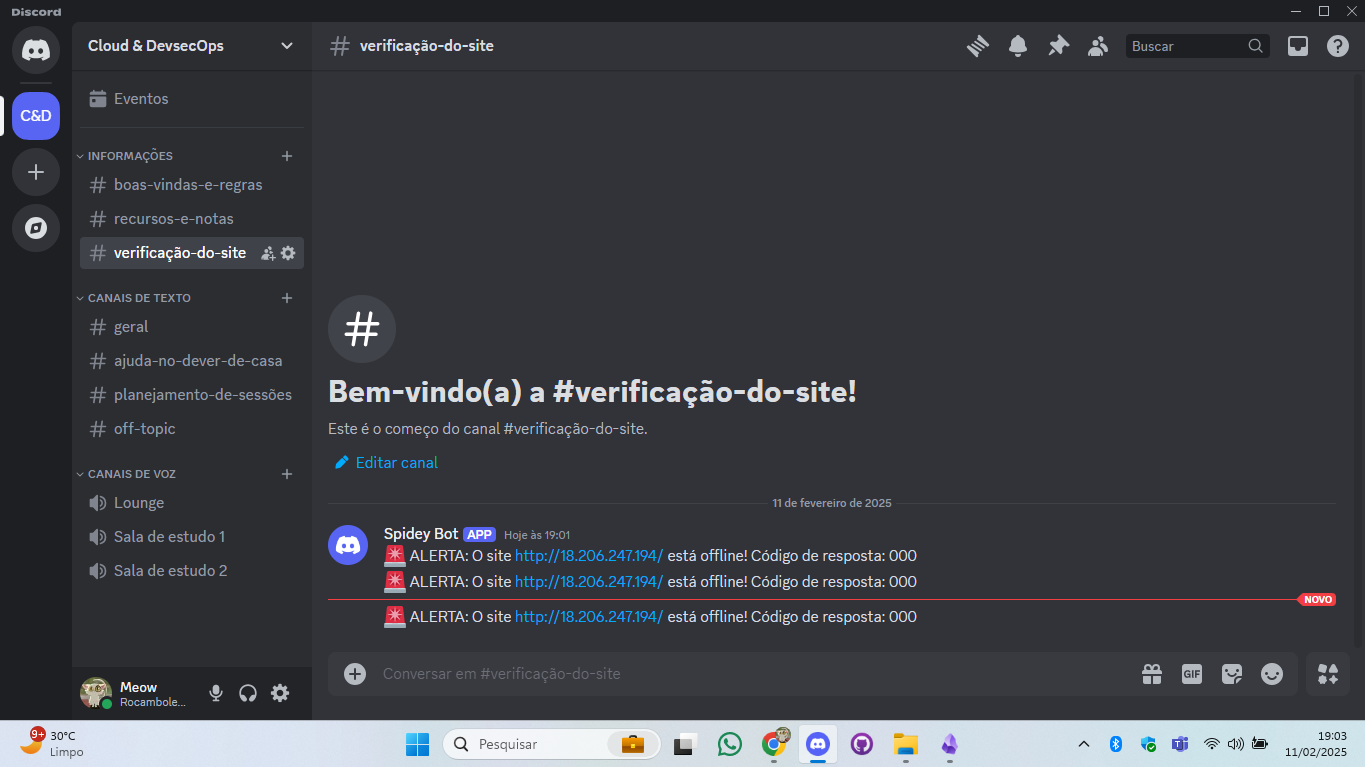 Discord
Cloud & DevsecOps
verificação-do-site
Buscar
C&D
Eventos
INFORMAÇÕES
boas-vindas-e-regras
recursos-e-notas
verificação-do-site
CANAIS DE TEXTO
geral
ajuda-no-dever-de-casa
planejamento-de-sessões
off-topic
CANAIS DE VOZ
Lounge
Sala de estudo 1
Sala de estudo 2
Meow
Rocambole...
Bem-vindo(a) a #verificação-do-site!
Este é o começo do canal #verificação-do-site.
Editar canal
11 de fevereiro de 2025
Spidey Bot APP Hoje às 19:01
🚨 ALERTA: O site http://18.206.247.194/ está offline! Código de resposta: 000
🚨 ALERTA: O site http://18.206.247.194/ está offline! Código de resposta: 000
NOVO
🚨 ALERTA: O site http://18.206.247.194/ está offline! Código de resposta: 000
Conversar em #verificação-do-site
GIF
9+
30°C
Limpo
Pesquisar
19:03
11/02/2025